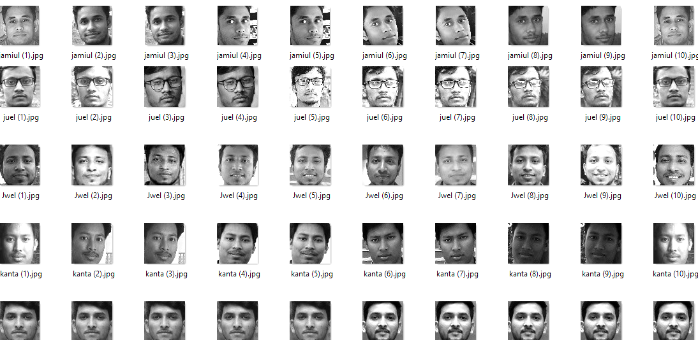 jamiul (1).jpg jamiul (2).jpg jamiul (3).jpg jamiul (4).jpg jamiul (5).jpg jamiul (6).jpg jamiul (7).jpg jamiul (8).jpg jamiul (9).jpg jamiul (10).jpg
juel (1).jpg juel (2).jpg juel (3).jpg juel (4).jpg juel (5).jpg juel (6).jpg juel (7).jpg juel (8).jpg juel (9).jpg juel (10).jpg
Jwel (1).jpg Jwel (2).jpg Jwel (3).jpg Jwel (4).jpg Jwel (5).jpg Jwel (6).jpg Jwel (7).jpg Jwel (8).jpg Jwel (9).jpg Jwel (10).jpg
kanta (1).jpg kanta (2).jpg kanta (3).jpg kanta (4).jpg kanta (5).jpg kanta (6).jpg kanta (7).jpg kanta (8).jpg kanta (9).jpg kanta (10).jpg